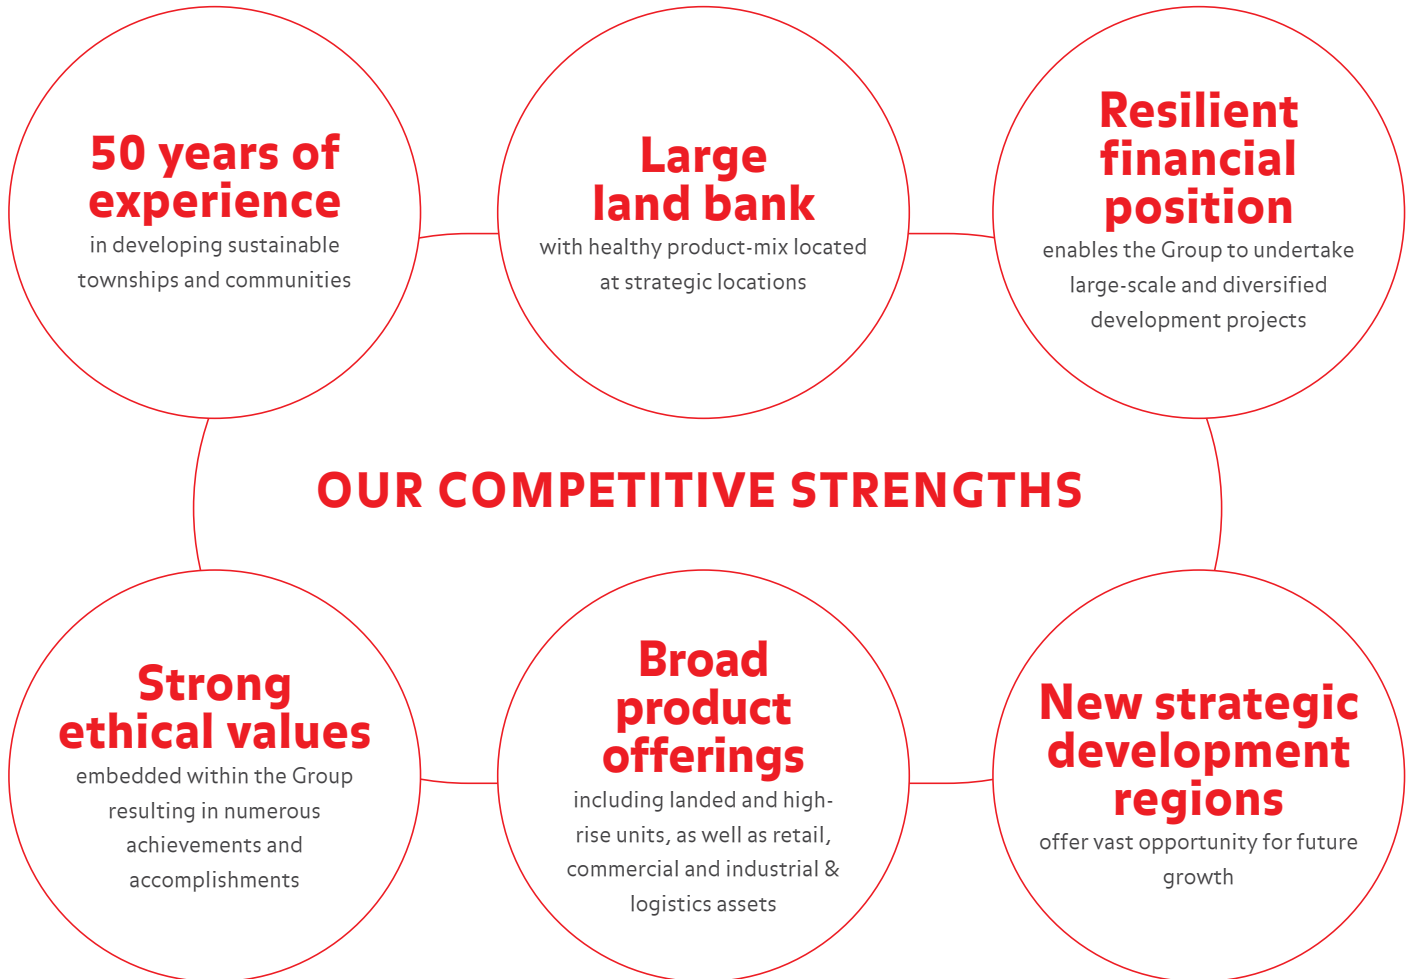 50 years of
experience
in developing sustainable
townships and communities
Large
land bank
with healthy product-mix located
at strategic locations
Resilient
financial
position
enables the Group to undertake
large-scale and diversified
development projects
OUR COMPETITIVE STRENGTHS
Strong
ethical values
embedded within the Group
resulting in numerous
achievements and
accomplishments
Broad
product
offerings
including landed and high-
rise units, as well as retail,
commercial and industrial &
logistics assets
New strategic
development
regions
offer vast opportunity for future
growth